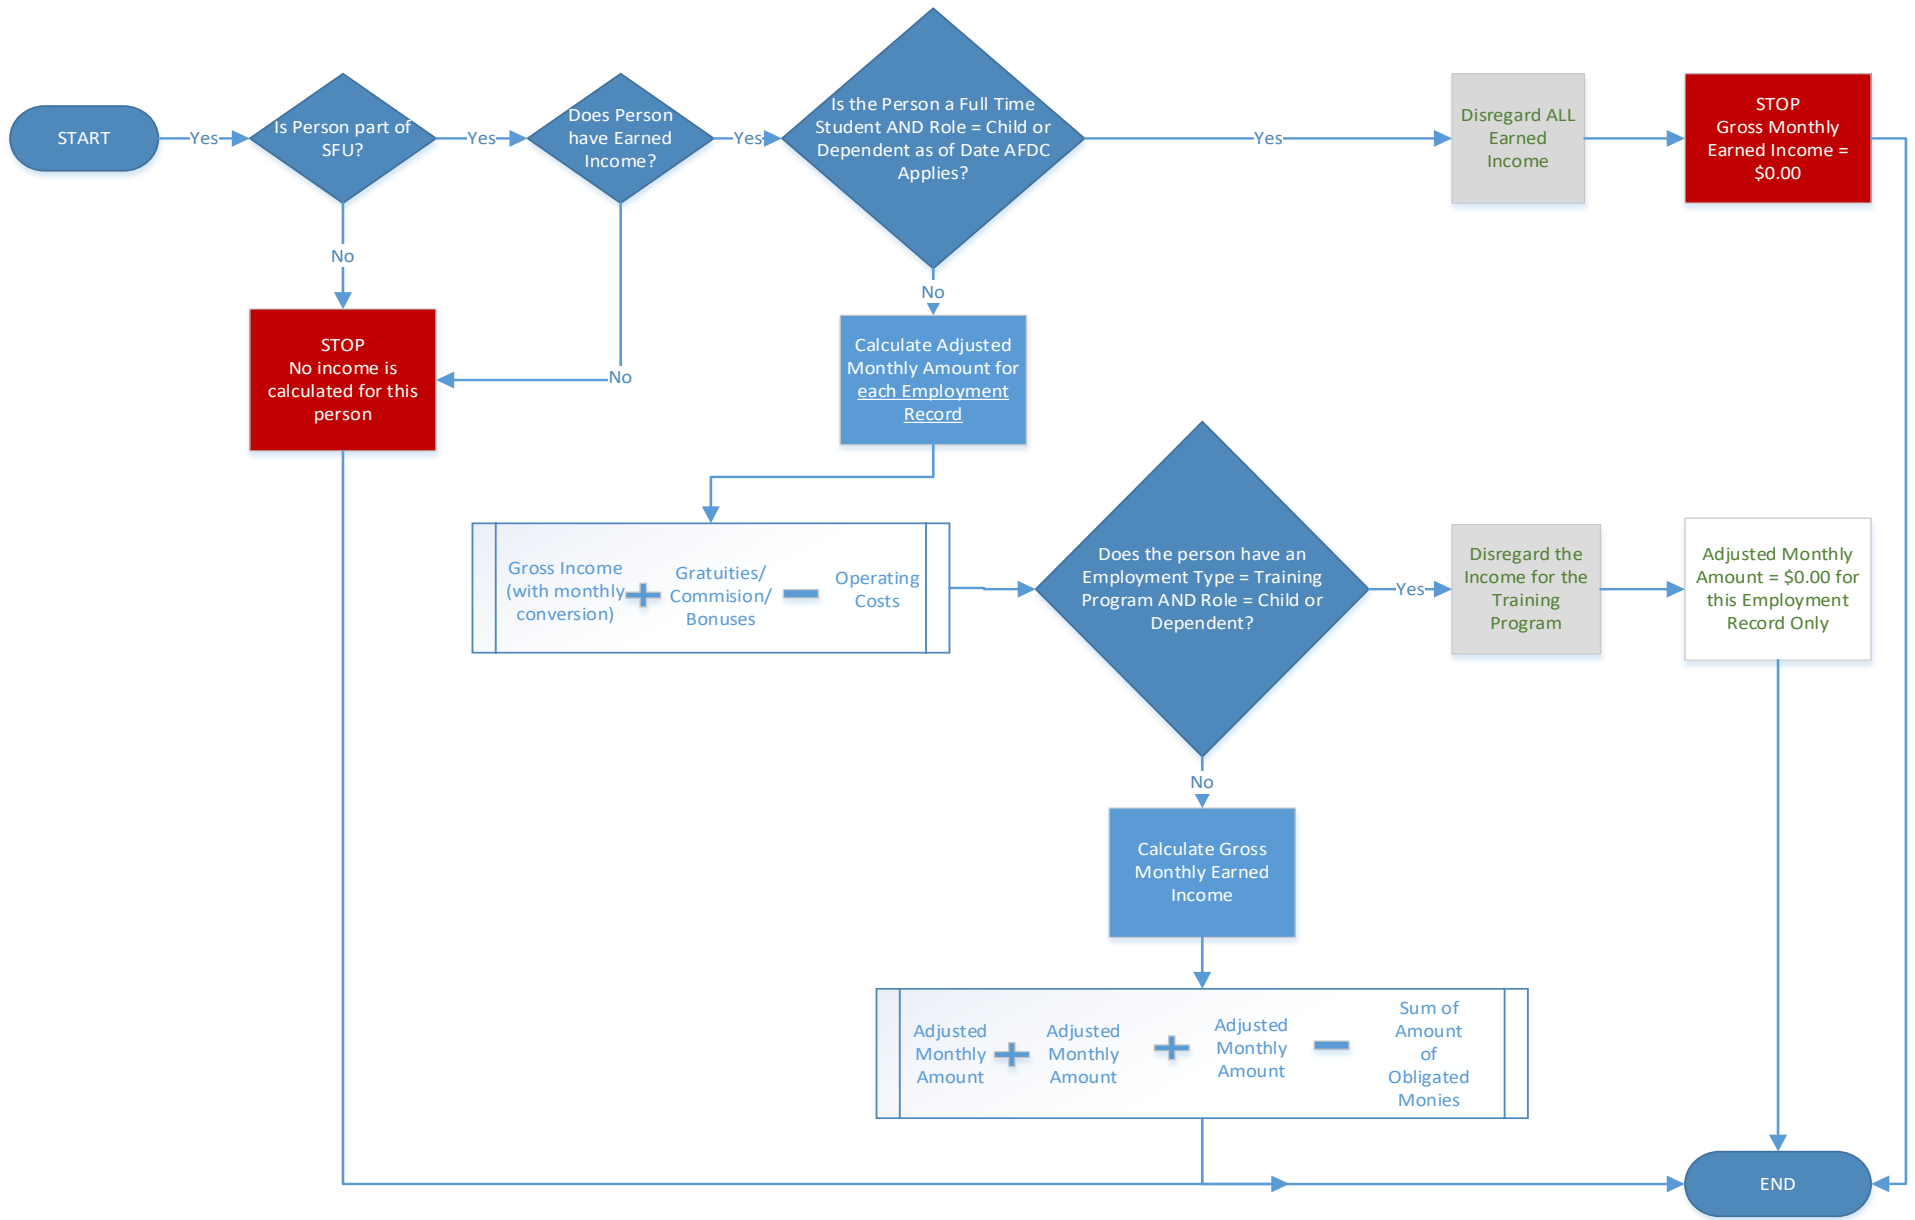 START
Yes
Is Person part of
SFU?
Yes
Does Person
have Earned
Income?
Yes
Is the Person a Full Time
Student AND Role = Child or
Dependent as of Date AFDC
Applies?
Yes
Disregard ALL
Earned
Income
STOP
Gross Monthly
Earned Income =
$0.00
No
No
No
STOP
No income is
calculated for this
person
Calculate Adjusted
Monthly Amount for
each Employment
Record
Gross Income
(with monthly
conversion)
+
Gratuities/
Commision/
Bonuses
-
Operating
Costs
Does the person have an
Employment Type = Training
Program AND Role = Child or
Dependent?
Yes
Disregard the
Income for the
Training
Program
Adjusted Monthly
Amount = $0.00 for
this Employment
Record Only
No
Calculate Gross
Monthly Earned
Income
Adjusted
Monthly
Amount
+
Adjusted
Monthly
Amount
+
Adjusted
Monthly
Amount
-
Sum of
Amount
of
Obligated
Monies
END